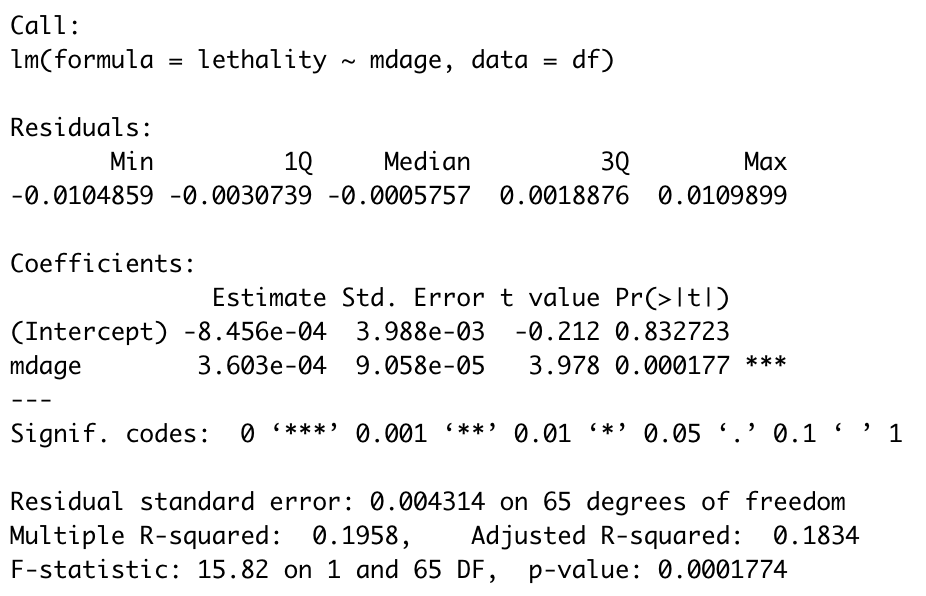 Call:
lm(formula = lethality ~ mdage, data = df)
Residuals:
Min 1Q Median 3Q Max
-0.0104859 -0.0030739 -0.0005757 0.0018876 0.0109899
Coefficients:
Estimate Std. Error t value Pr(>|t|)
(Intercept) -8.456e-04 3.988e-03 -0.212 0.832723
mdage 3.603e-04 9.058e-05 3.978 0.000177 ***
---
Signif. codes: 0 ‘***’ 0.001 ‘**’ 0.01 ‘*’ 0.05 ‘.’ 0.1 ‘ ’ 1
Residual standard error: 0.004314 on 65 degrees of freedom
Multiple R-squared: 0.1958, Adjusted R-squared: 0.1834
F-statistic: 15.82 on 1 and 65 DF, p-value: 0.0001774